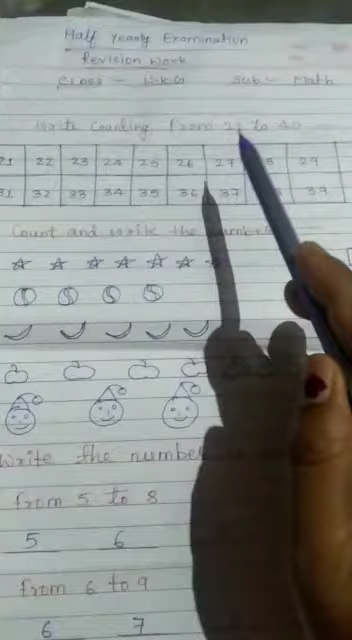 Half Yearly Examination
Revision Work
Class - U.K.G Sub:- Math
Write Counting from 21 to 40
21 22 23 24 25 26 27 28 29
31 32 33 34 35 36 37 39
Count and write the
Write the number
from 5 to 8
5 6
from 6 to 9
6 7